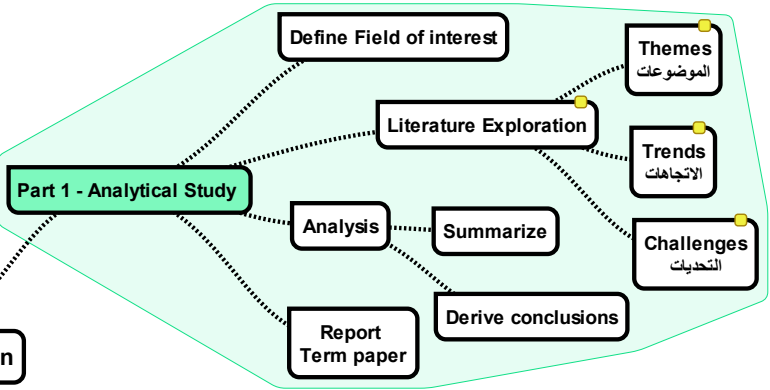 Define Field of interest
Themes
الموضوعات
Literature Exploration
Trends
الاتجاهات
Part 1 - Analytical Study
Analysis
Summarize
Challenges
التحديات
Derive conclusions
Report
Term paper
n